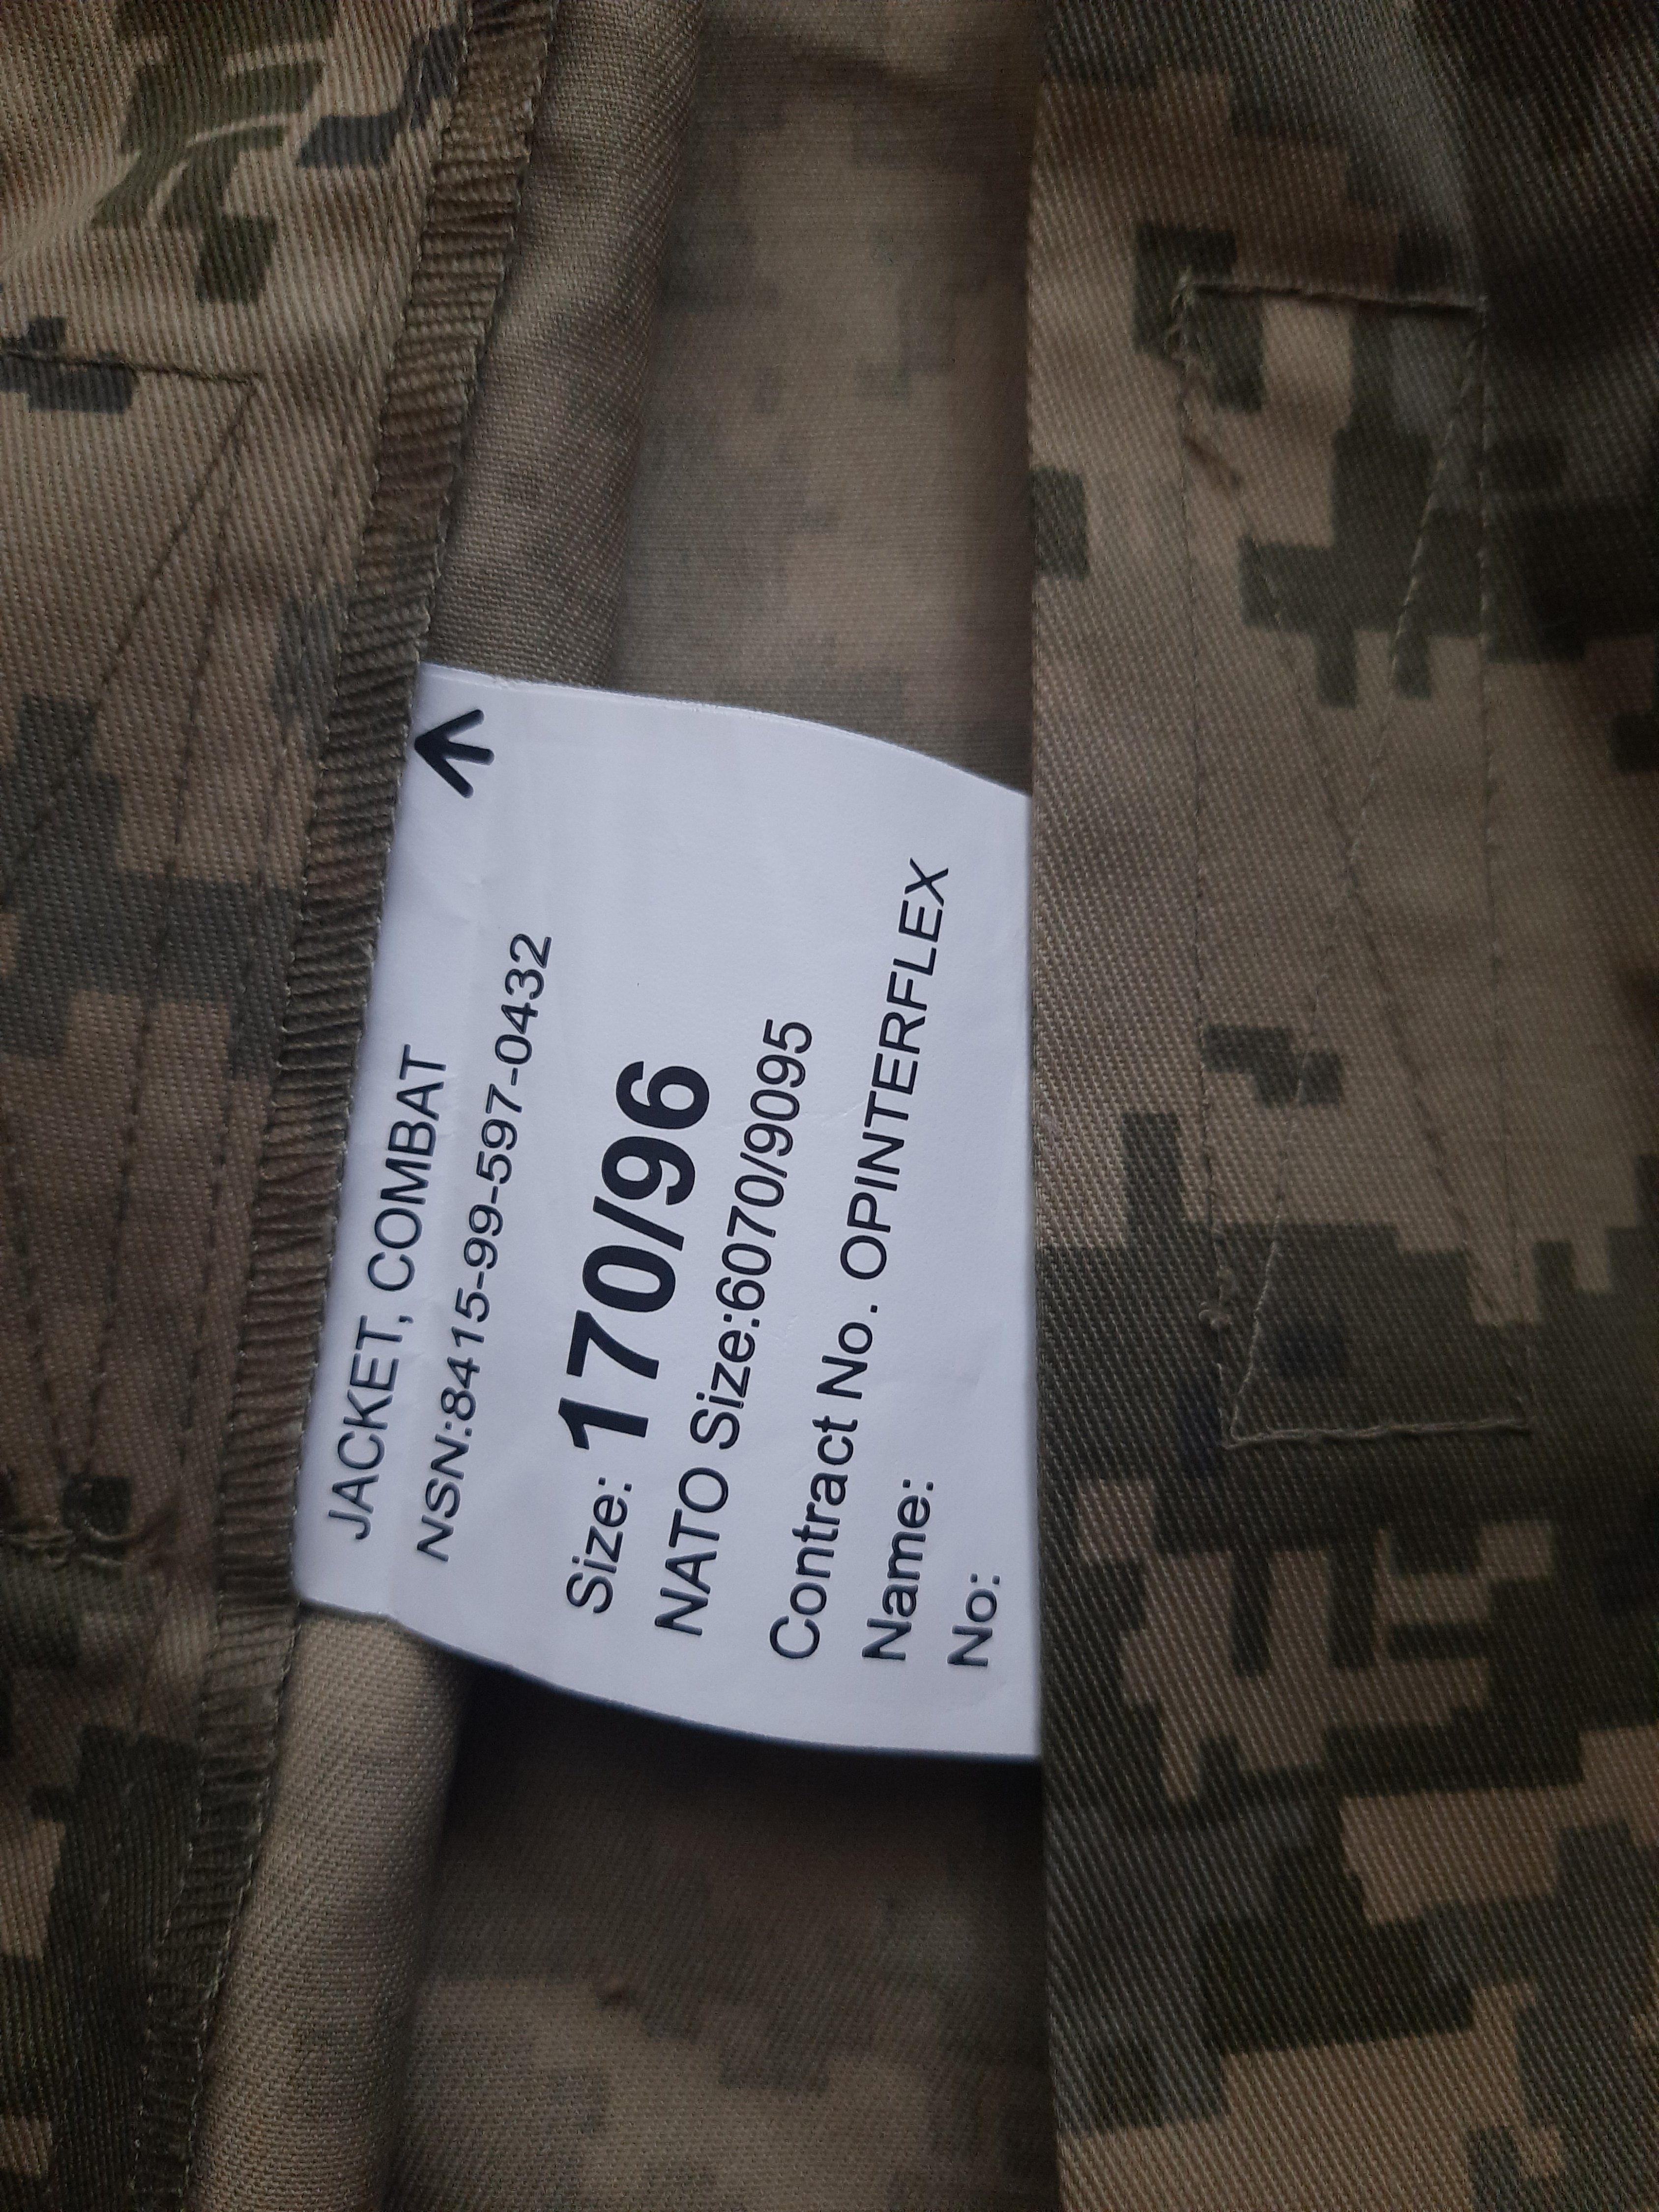 JACKET, COMBAT
NSN:8415-99-597-0432
Size: 170/96
NATO Size:6070/9095
Contract No. OPINTERFLEX
Name:
No: